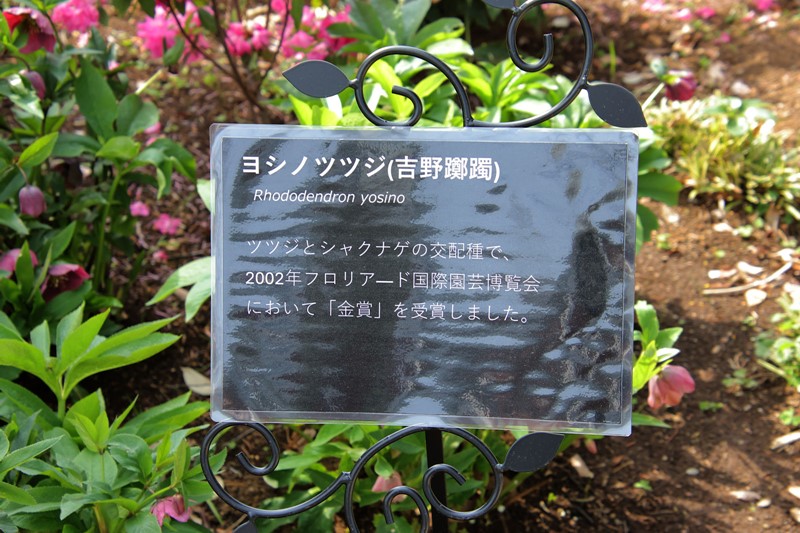 ヨシノツツジ(吉野躑躅)
Rhododendron yosino
ツツジとシャクナゲの交配種で、
2002年フロリアード国際園芸博覧会
において「金賞」を受賞しました。